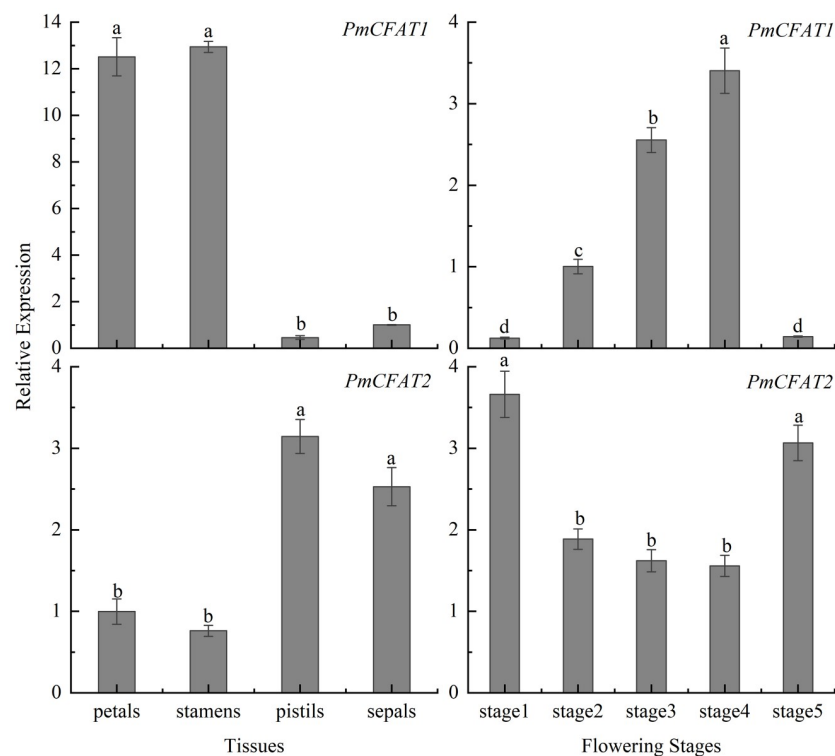 Relative Expression
PmCFAT1
14
12
10
8
6
4
2
0
a
a
b
b
PmCFAT1
4
3
2
1
0
d
c
b
a
d
PmCFAT2
4
3
2
1
0
b
b
a
a
petals stamens pistils sepals
Tissues
PmCFAT2
4
3
2
1
0
a
b
b
b
a
stage1 stage2 stage3 stage4 stage5
Flowering Stages